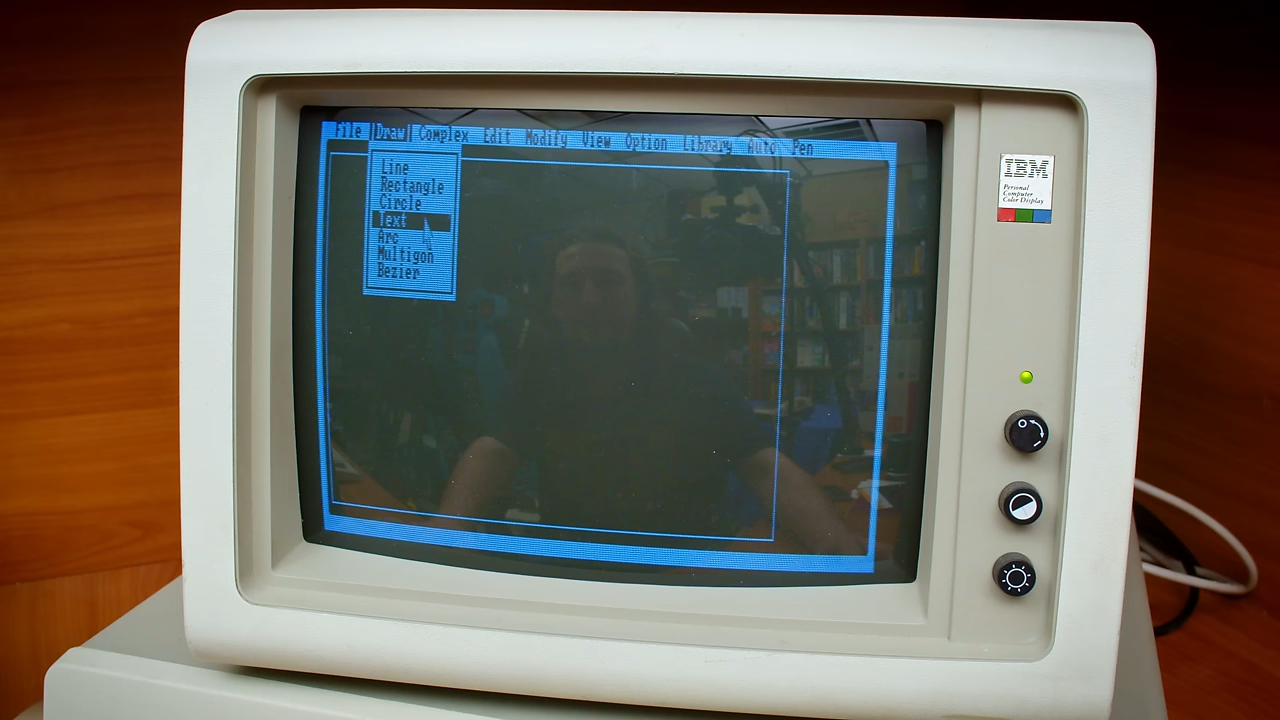 File Draw Complex Edit Modify View Option Library Auto Pen
Line
Rectangle
Circle
Text
Arc
Multigon
Bezier
IBM
Personal
Computer
Color Display